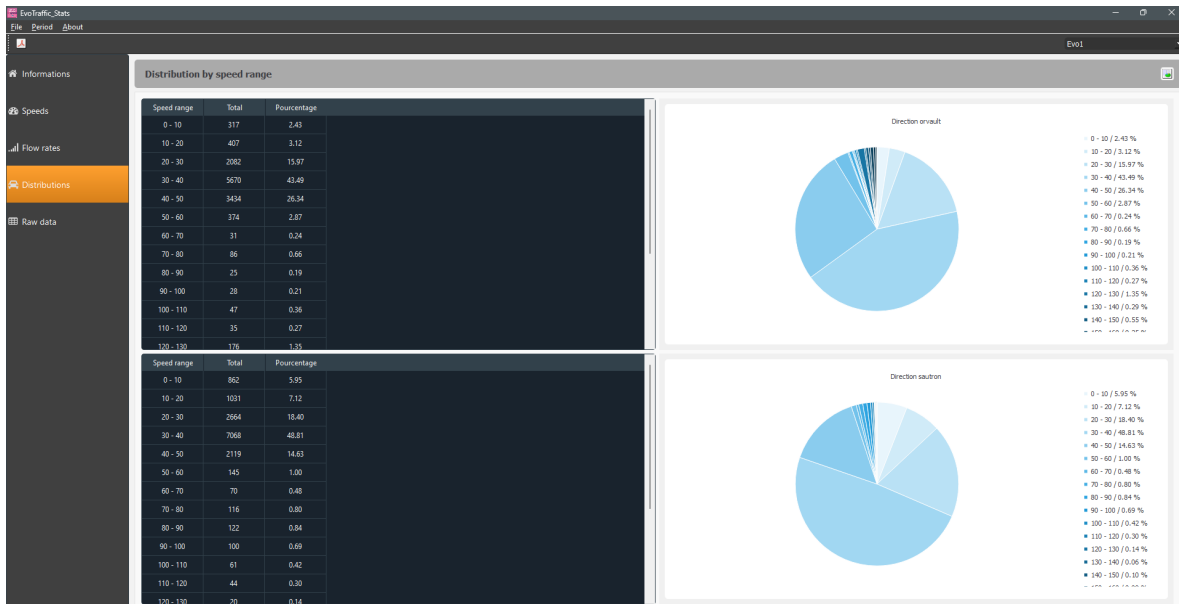 EvoTraffic_Stats
File Period About
Evo1
Informations
Speeds
Flow rates
Distributions
Raw data
Distribution by speed range
Speed range Total Pourcentage
0 - 10 317 2.43
10 - 20 407 3.12
20 - 30 2082 15.97
30 - 40 5670 43.49
40 - 50 3434 26.34
50 - 60 374 2.87
60 - 70 31 0.24
70 - 80 86 0.66
80 - 90 25 0.19
90 - 100 28 0.21
100 - 110 47 0.36
110 - 120 35 0.27
120 - 130 176 1.35
Direction orvault
0 - 10 / 2.43 %
10 - 20 / 3.12 %
20 - 30 / 15.97 %
30 - 40 / 43.49 %
40 - 50 / 26.34 %
50 - 60 / 2.87 %
60 - 70 / 0.24 %
70 - 80 / 0.66 %
80 - 90 / 0.19 %
90 - 100 / 0.21 %
100 - 110 / 0.36 %
110 - 120 / 0.27 %
120 - 130 / 1.35 %
130 - 140 / 0.29 %
140 - 150 / 0.55 %
Speed range Total Pourcentage
0 - 10 862 5.95
10 - 20 1031 7.12
20 - 30 2664 18.40
30 - 40 7068 48.81
40 - 50 2119 14.63
50 - 60 145 1.00
60 - 70 70 0.48
70 - 80 116 0.80
80 - 90 122 0.84
90 - 100 100 0.69
100 - 110 61 0.42
110 - 120 44 0.30
120 - 130 20 0.14
Direction sautron
0 - 10 / 5.95 %
10 - 20 / 7.12 %
20 - 30 / 18.40 %
30 - 40 / 48.81 %
40 - 50 / 14.63 %
50 - 60 / 1.00 %
60 - 70 / 0.48 %
70 - 80 / 0.80 %
80 - 90 / 0.84 %
90 - 100 / 0.69 %
100 - 110 / 0.42 %
110 - 120 / 0.30 %
120 - 130 / 0.14 %
130 - 140 / 0.06 %
140 - 150 / 0.10 %